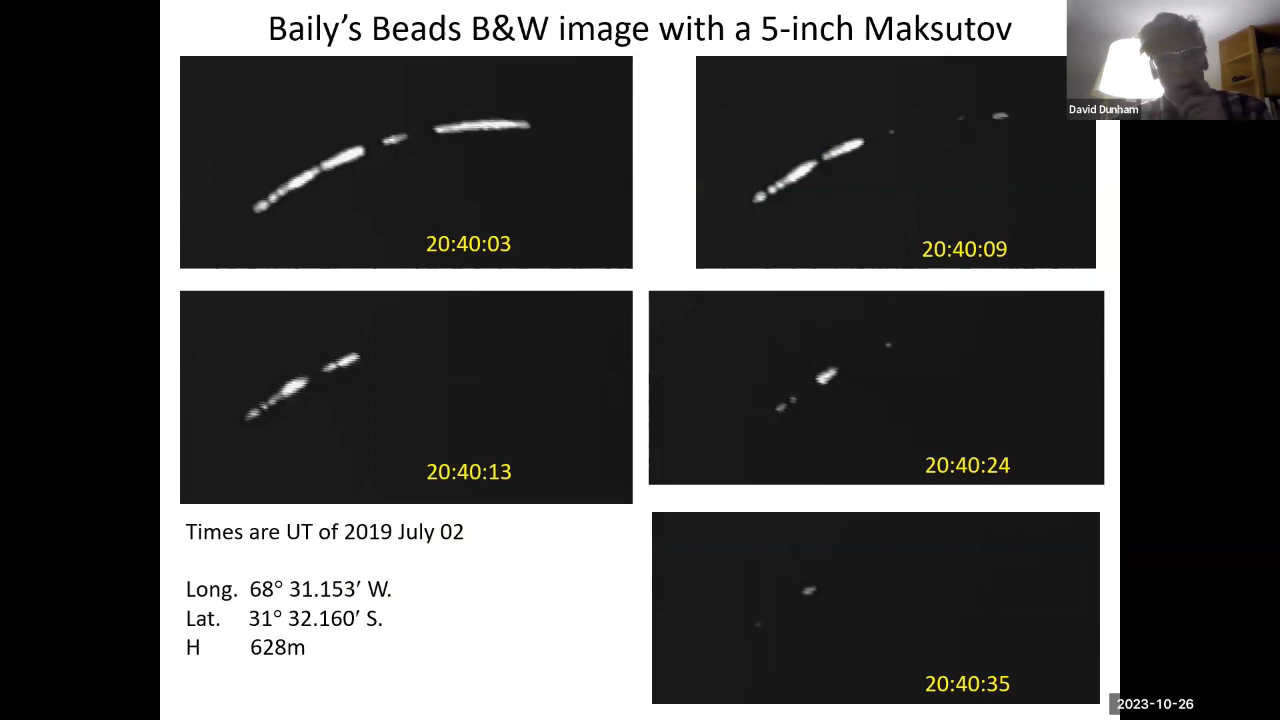 Baily’s Beads B&W image with a 5-inch Maksutov
David Dunham
20:40:03
20:40:09
20:40:13
20:40:24
Times are UT of 2019 July 02
Long. 68° 31.153’ W.
Lat. 31° 32.160’ S.
H 628m
20:40:35
2023-10-26